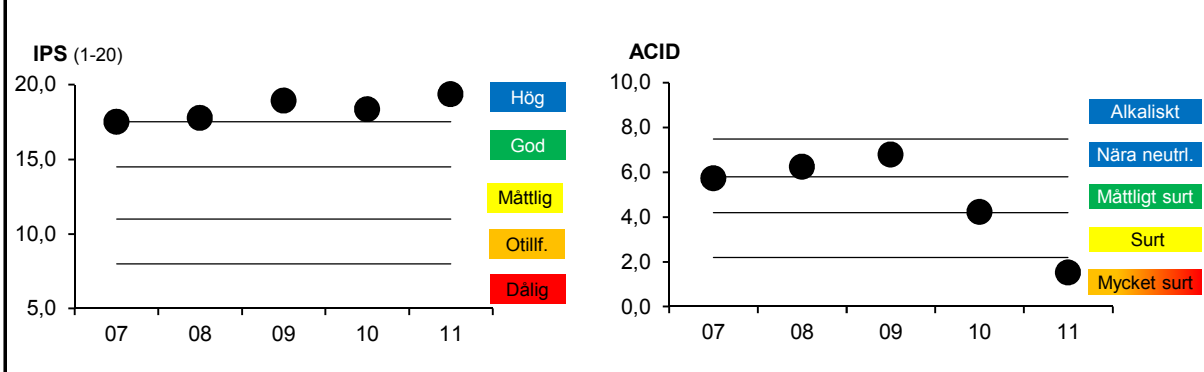 IPS (1-20)
20,0
15,0
10,0
5,0
07 08 09 10 11
Hög
God
Måttlig
Otillf.
Dålig
ACID
10,0
8,0
6,0
4,0
2,0
0,0
07 08 09 10 11
Alkaliskt
Nära neutrl.
Måttligt surt
Surt
Mycket surt